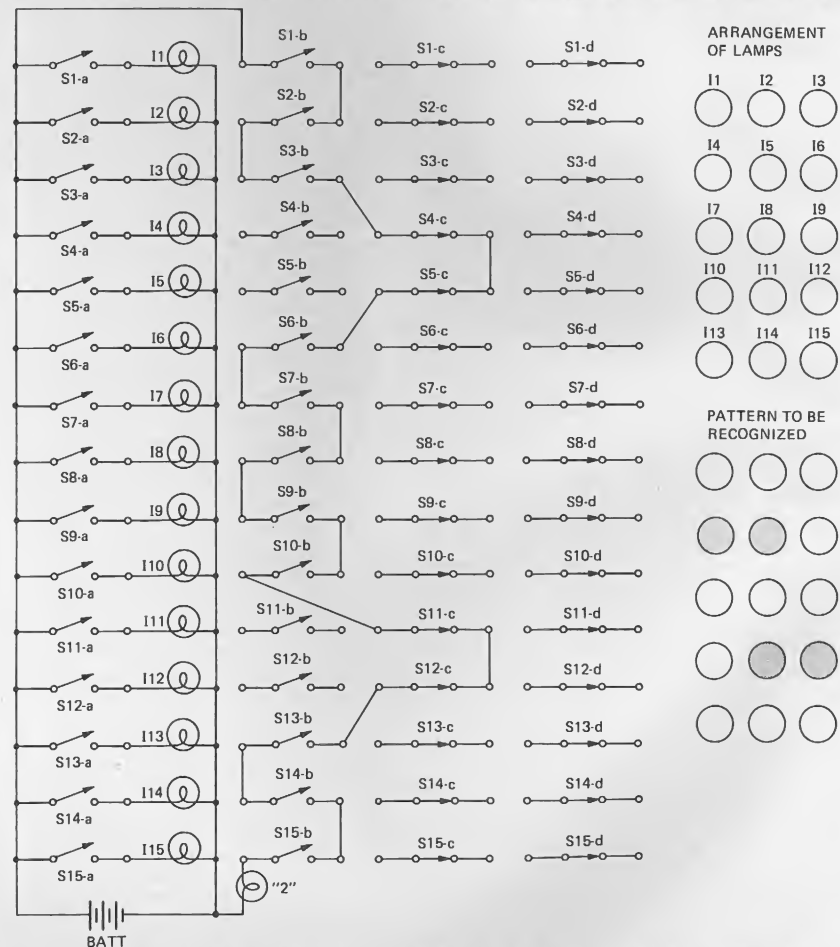 I1 S1-b S1-c S1-d
S1-a
I2 S2-b S2-c S2-d
S2-a
I3 S3-b S3-c S3-d
S3-a
I4 S4-b S4-c S4-d
S4-a
I5 S5-b S5-c S5-d
S5-a
I6 S6-b S6-c S6-d
S6-a
I7 S7-b S7-c S7-d
S7-a
I8 S8-b S8-c S8-d
S8-a
I9 S9-b S9-c S9-d
S9-a
I10 S10-b S10-c S10-d
S10-a
I11 S11-b S11-c S11-d
S11-a
I12 S12-b S12-c S12-d
S12-a
I13 S13-b S13-c S13-d
S13-a
I14 S14-b S14-c S14-d
S14-a
I15 S15-b S15-c S15-d
S15-a
"2"
BATT
ARRANGEMENT
OF LAMPS
I1 I2 I3
I4 I5 I6
I7 I8 I9
I10 I11 I12
I13 I14 I15
PATTERN TO BE
RECOGNIZED